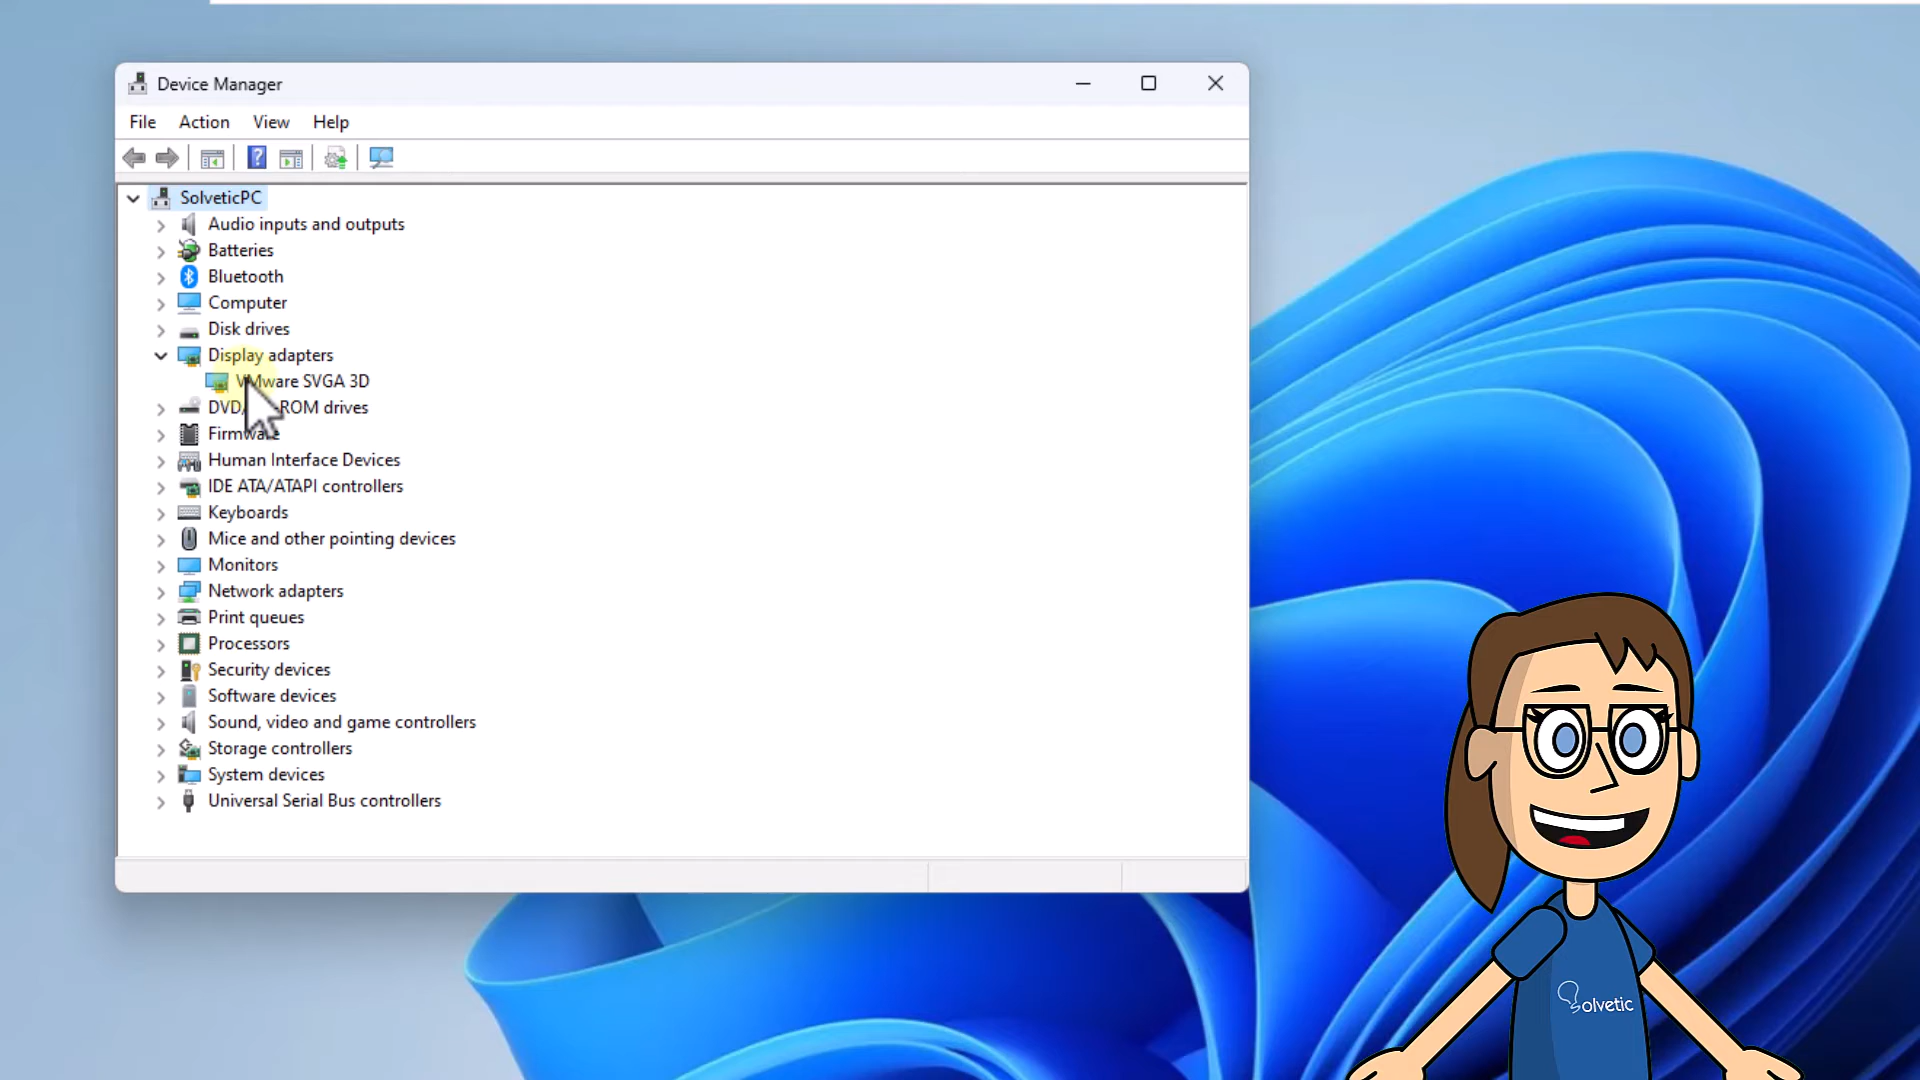 Device Manager
File Action View Help
SolveticPC
Audio inputs and outputs
Batteries
Bluetooth
Computer
Disk drives
Display adapters
VMware SVGA 3D
DVD/ ROM drives
Firmware
Human Interface Devices
IDE ATA/ATAPI controllers
Keyboards
Mice and other pointing devices
Monitors
Network adapters
Print queues
Processors
Security devices
Software devices
Sound, video and game controllers
Storage controllers
System devices
Universal Serial Bus controllers
Solvetic